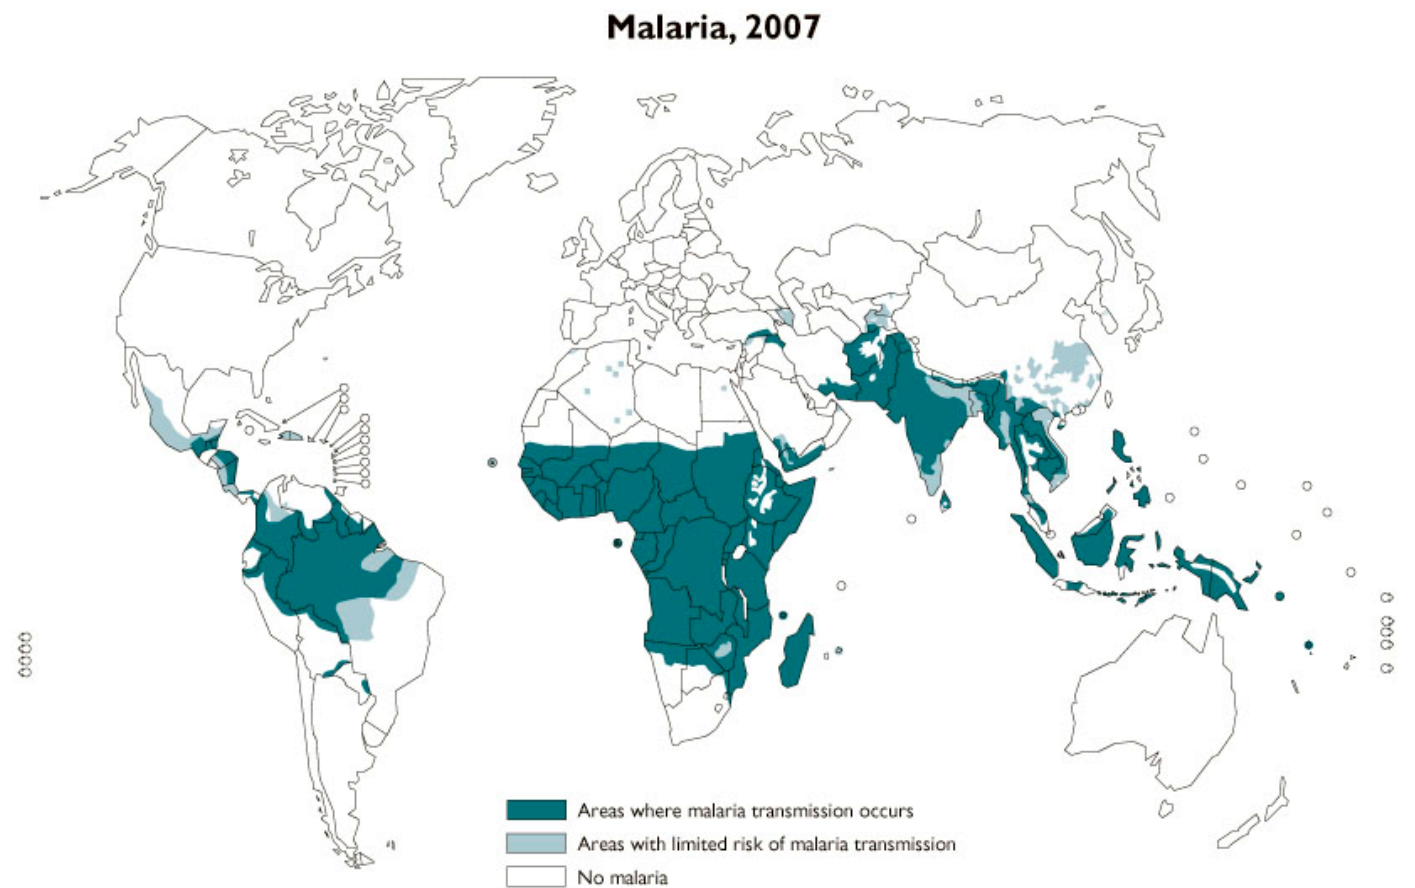 Malaria, 2007
Areas where malaria transmission occurs
Areas with limited risk of malaria transmission
No malaria